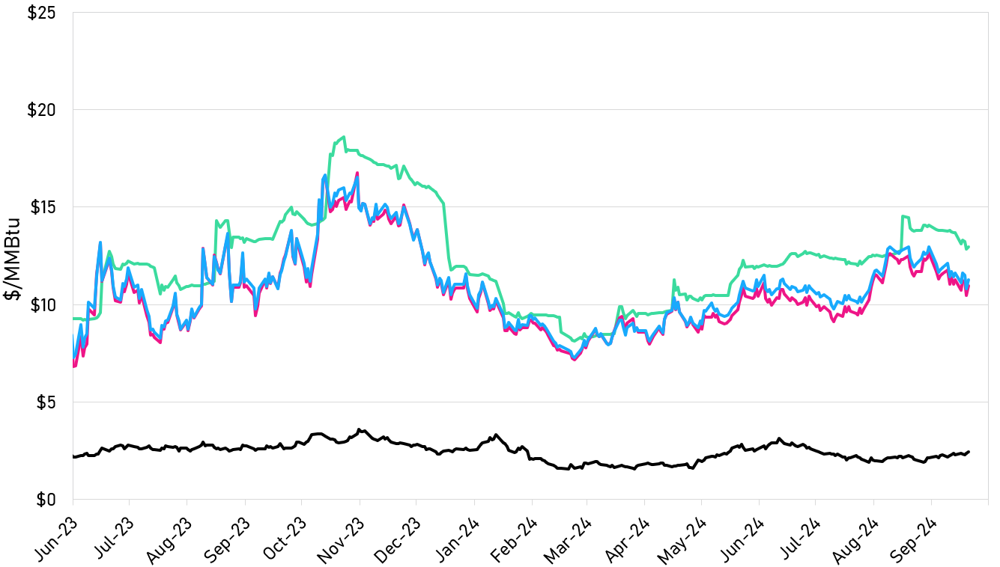 $/MMBtu
$25
$20
$15
$10
$5
$0
Jun-23
Jul-23
Aug-23
Sep-23
Oct-23
Nov-23
Dec-23
Jan-24
Feb-24
Mar-24
Apr-24
May-24
Jun-24
Jul-24
Aug-24
Sep-24